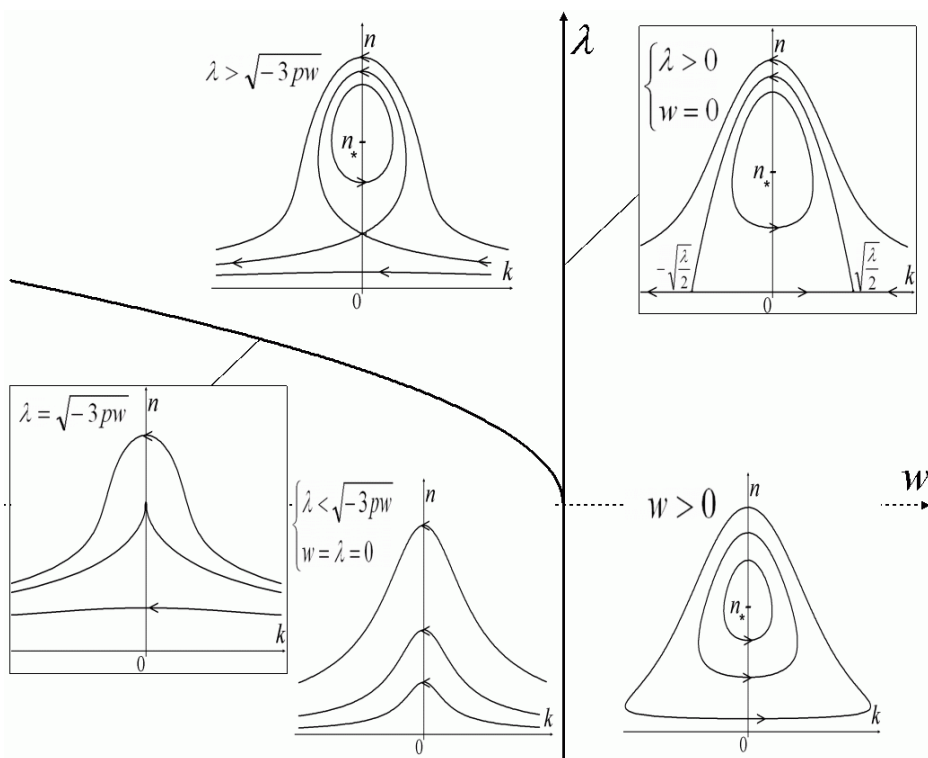 n
λ > √−3pw
n
*
k
0
λ
n
{ λ > 0
w = 0
n
*
−√λ/2
√λ/2
k
0
λ = √−3pw
n
k
0
{ λ < √−3pw
w = λ = 0
n
k
0
w
w > 0
n
n
*
k
0